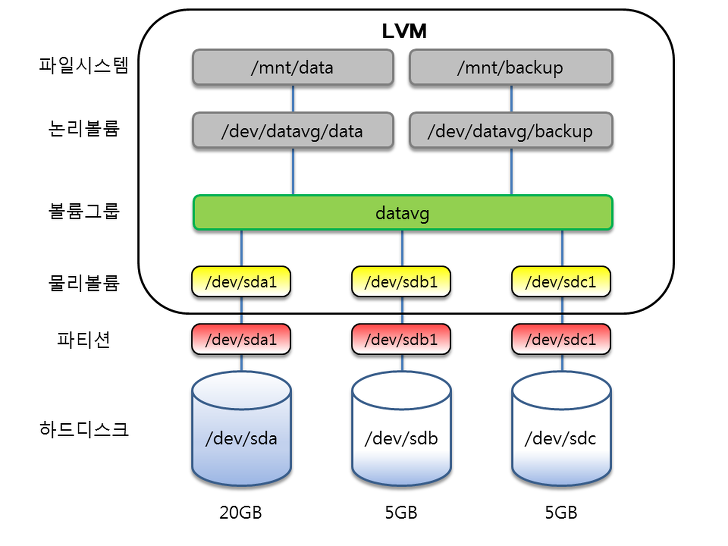 LVM
파일시스템 /mnt/data /mnt/backup
논리볼륨 /dev/datavg/data /dev/datavg/backup
볼륨그룹 datavg
물리볼륨 /dev/sda1 /dev/sdb1 /dev/sdc1
파티션 /dev/sda1 /dev/sdb1 /dev/sdc1
하드디스크 /dev/sda /dev/sdb /dev/sdc
20GB 5GB 5GB